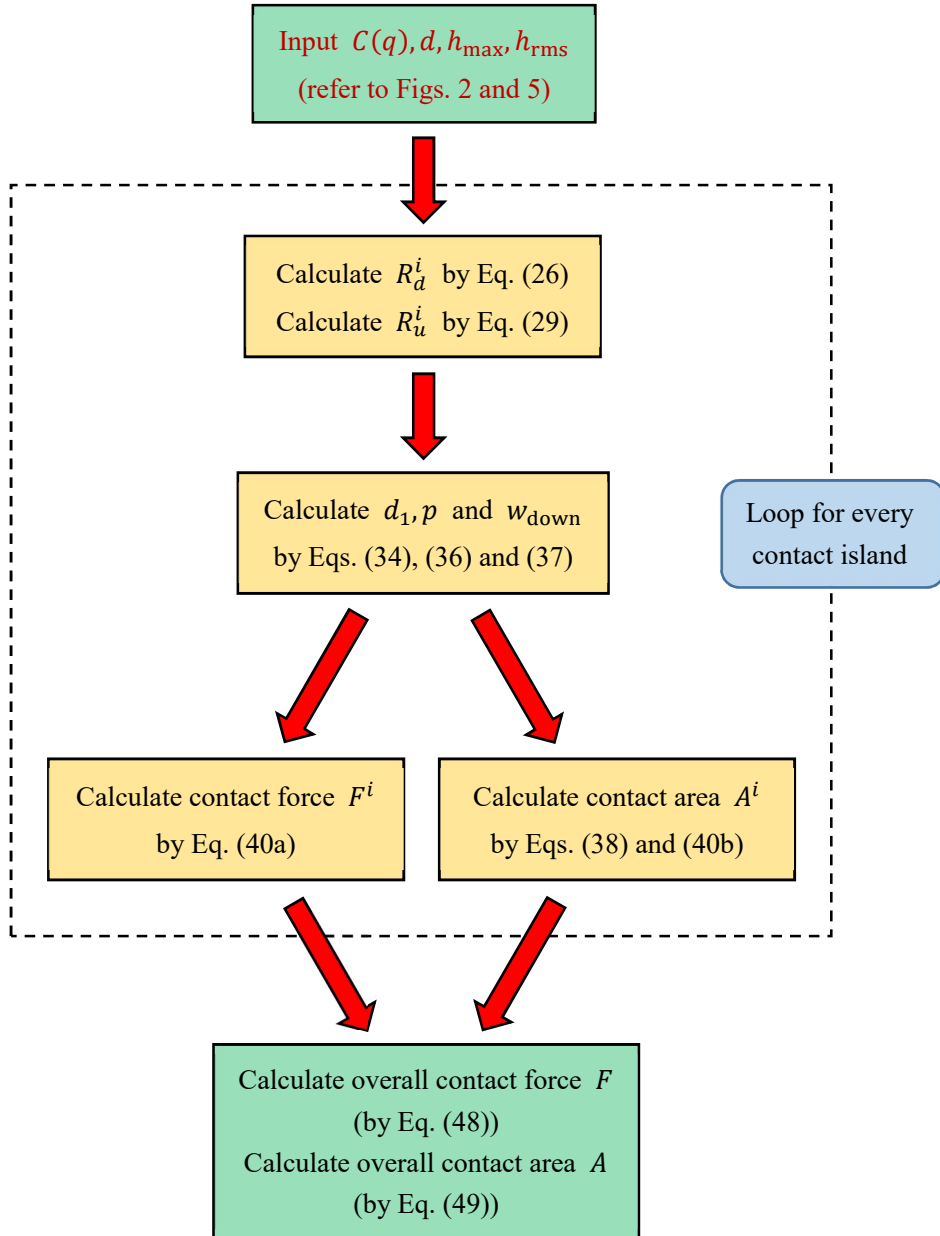 Input C(q), d, h_max, h_rms
(refer to Figs. 2 and 5)
Calculate R_d^i by Eq. (26)
Calculate R_u^i by Eq. (29)
Calculate d_1, p and w_down
by Eqs. (34), (36) and (37)
Loop for every
contact island
Calculate contact force F^i
by Eq. (40a)
Calculate contact area A^i
by Eqs. (38) and (40b)
Calculate overall contact force F
(by Eq. (48))
Calculate overall contact area A
(by Eq. (49))